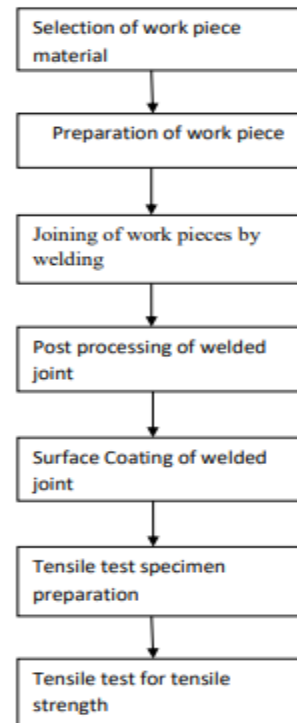 Selection of work piece
material
Preparation of work piece
Joining of work pieces by
welding
Post processing of welded
joint
Surface Coating of welded
joint
Tensile test specimen
preparation
Tensile test for tensile
strength